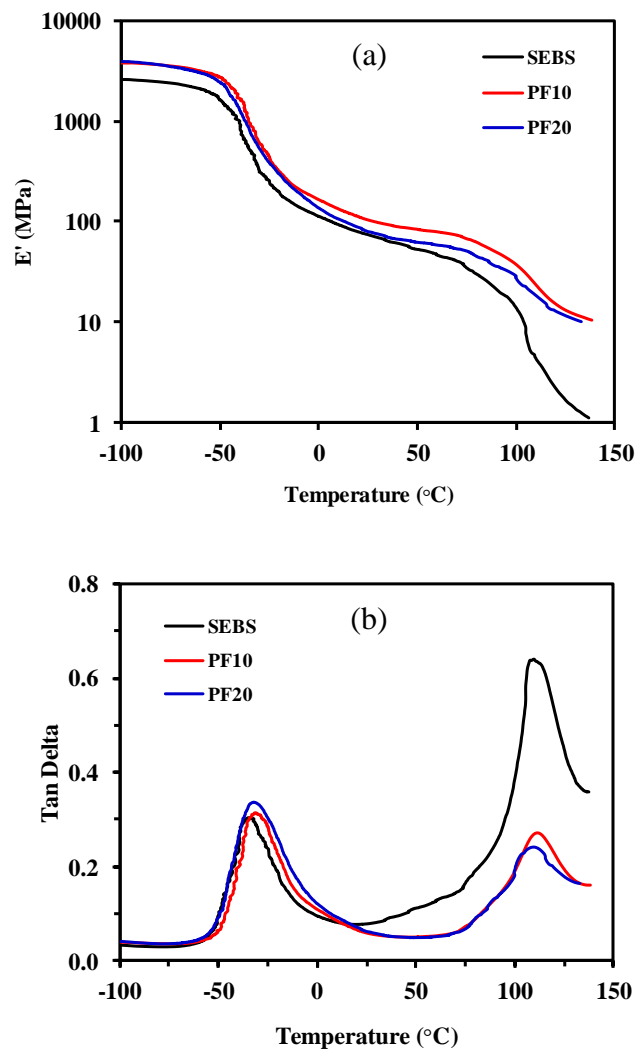 10000
1000
100
10
1
E' (MPa)
(a)
SEBS
PF10
PF20
-100 -50 0 50 100 150
Temperature (°C)
0.8
0.6
0.4
0.2
0.0
Tan Delta
(b)
SEBS
PF10
PF20
-100 -50 0 50 100 150
Temperature (°C)